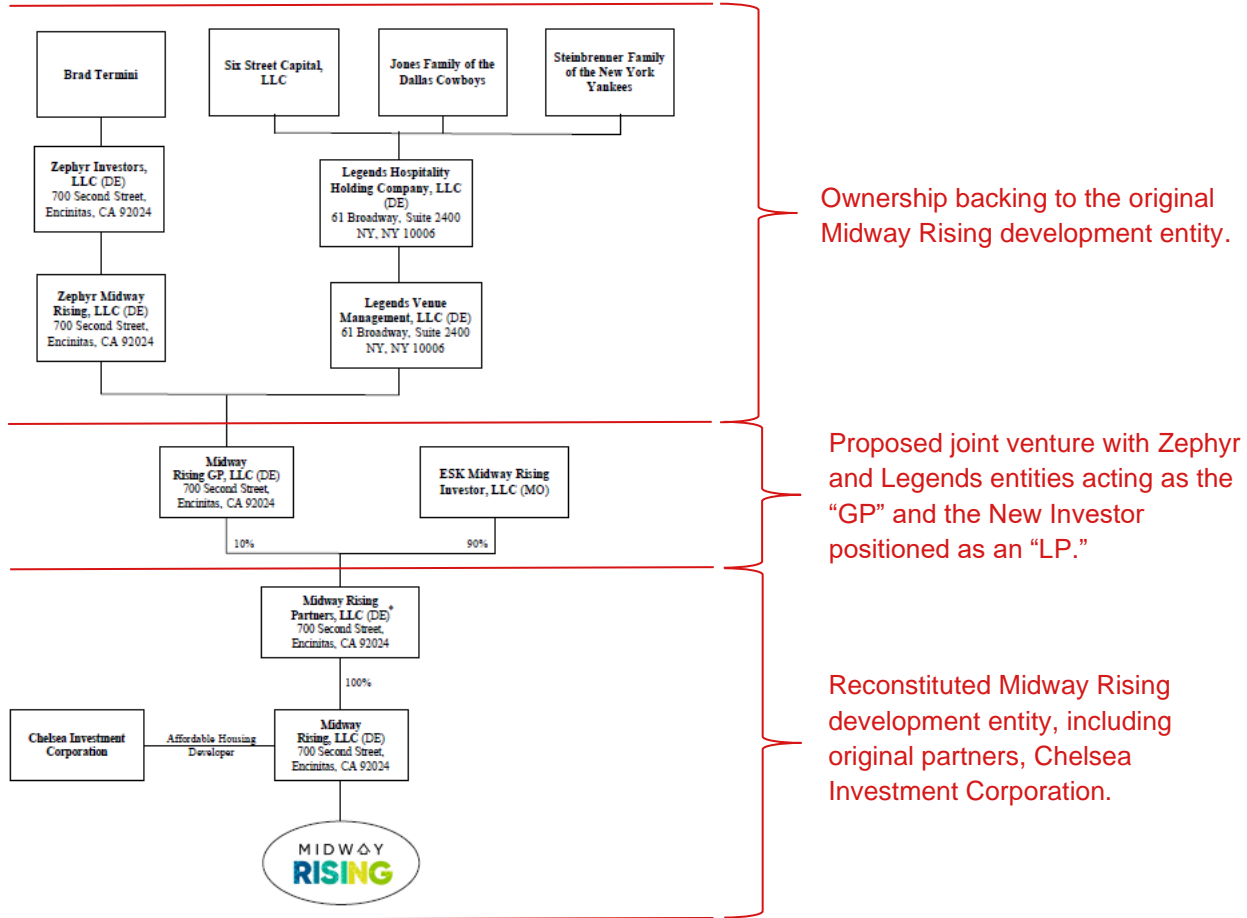 Brad Termini
Six Street Capital,
LLC
Jones Family of the
Dallas Cowboys
Steinbrenner Family
of the New York
Yankees
Zephyr Investors,
LLC (DE)
700 Second Street,
Encinitas, CA 92024
Legends Hospitality
Holding Company, LLC
(DE)
61 Broadway, Suite 2400
NY, NY 10006
Zephyr Midway
Rising, LLC (DE)
700 Second Street,
Encinitas, CA 92024
Legends Venue
Management, LLC (DE)
61 Broadway, Suite 2400
NY, NY 10006
Ownership backing to the original
Midway Rising development entity.
Midway
Rising GP, LLC (DE)
700 Second Street,
Encinitas, CA 92024
ESK Midway Rising
Investor, LLC (MO)
10%
90%
Proposed joint venture with Zephyr
and Legends entities acting as the
“GP” and the New Investor
positioned as an “LP.”
Midway Rising
Partners, LLC (DE)*
700 Second Street,
Encinitas, CA 92024
100%
Chelsea Investment
Corporation
Affordable Housing
Developer
Midway
Rising, LLC (DE)
700 Second Street,
Encinitas, CA 92024
MIDWAY
RISING
Reconstituted Midway Rising
development entity, including
original partners, Chelsea
Investment Corporation.